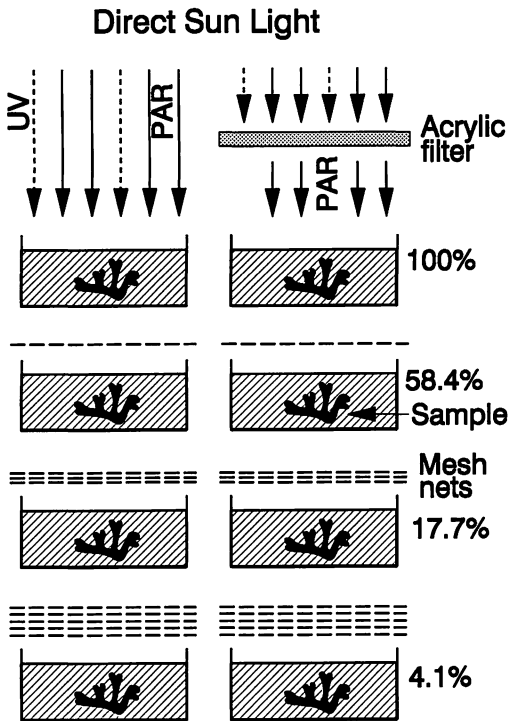 Direct Sun Light
UV
PAR
Acrylic
filter
PAR
100%
58.4%
Sample
Mesh
nets
17.7%
4.1%